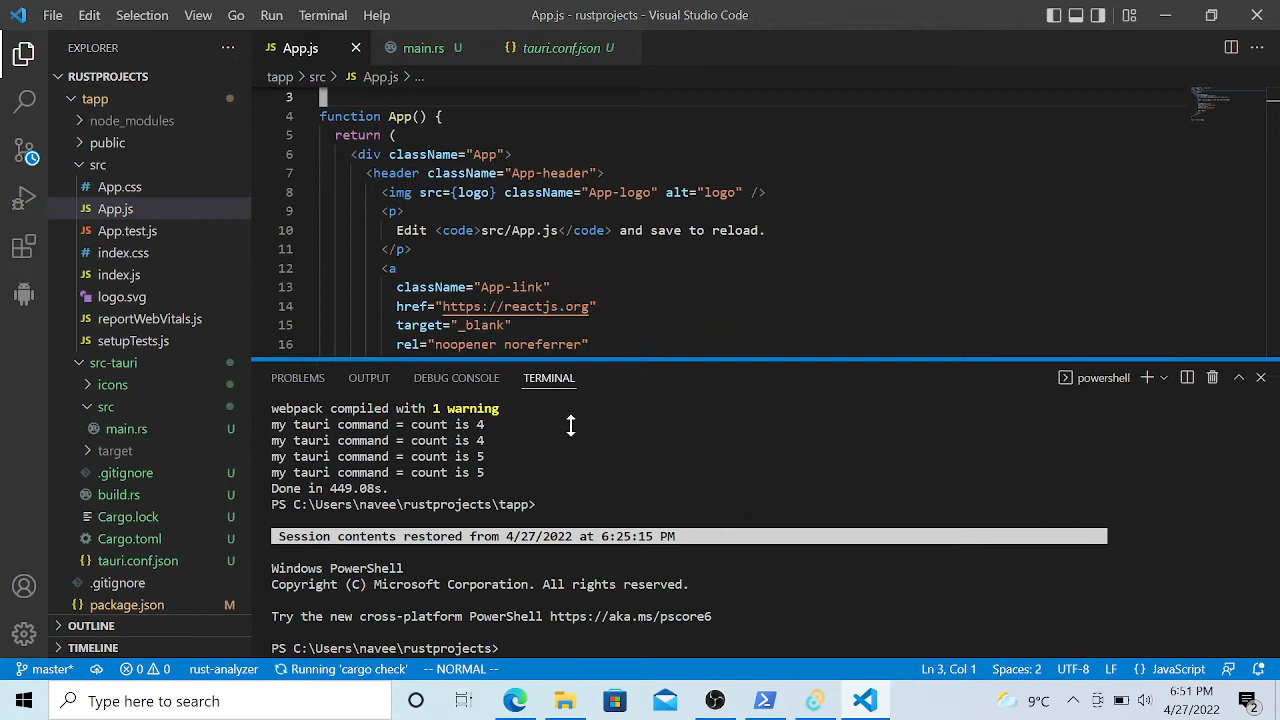 File Edit Selection View Go Run Terminal Help App.js - rustprojects - Visual Studio Code
EXPLORER ···
RUSTPROJECTS
tapp
node_modules
public
src
App.css
JS App.js
JS App.test.js
index.css
JS index.js
logo.svg
JS reportWebVitals.js
JS setupTests.js
src-tauri
icons
src
main.rs U
target
.gitignore U
build.rs U
Cargo.lock U
Cargo.toml U
{} tauri.conf.json U
.gitignore
{} package.json M
OUTLINE
TIMELINE
JS App.js main.rs U {} tauri.conf.json U
tapp > src > JS App.js > ...
3
4 function App() {
5 return (
6 <div className="App">
7 <header className="App-header">
8 <img src={logo} className="App-logo" alt="logo" />
9 <p>
10 Edit <code>src/App.js</code> and save to reload.
11 </p>
12 <a
13 className="App-link"
14 href="https://reactjs.org"
15 target="_blank"
16 rel="noopener noreferrer"
PROBLEMS OUTPUT DEBUG CONSOLE TERMINAL powershell
webpack compiled with 1 warning
my tauri command = count is 4
my tauri command = count is 4
my tauri command = count is 5
my tauri command = count is 5
Done in 449.08s.
PS C:\Users\navee\rustprojects\tapp>
Session contents restored from 4/27/2022 at 6:25:15 PM
Windows PowerShell
Copyright (C) Microsoft Corporation. All rights reserved.
Try the new cross-platform PowerShell https://aka.ms/pscore6
PS C:\Users\navee\rustprojects>
master* 0 0 rust-analyzer Running 'cargo check' -- NORMAL -- Ln 3, Col 1 Spaces: 2 UTF-8 LF {} JavaScript
Type here to search 9°C 6:51 PM
4/27/2022 2